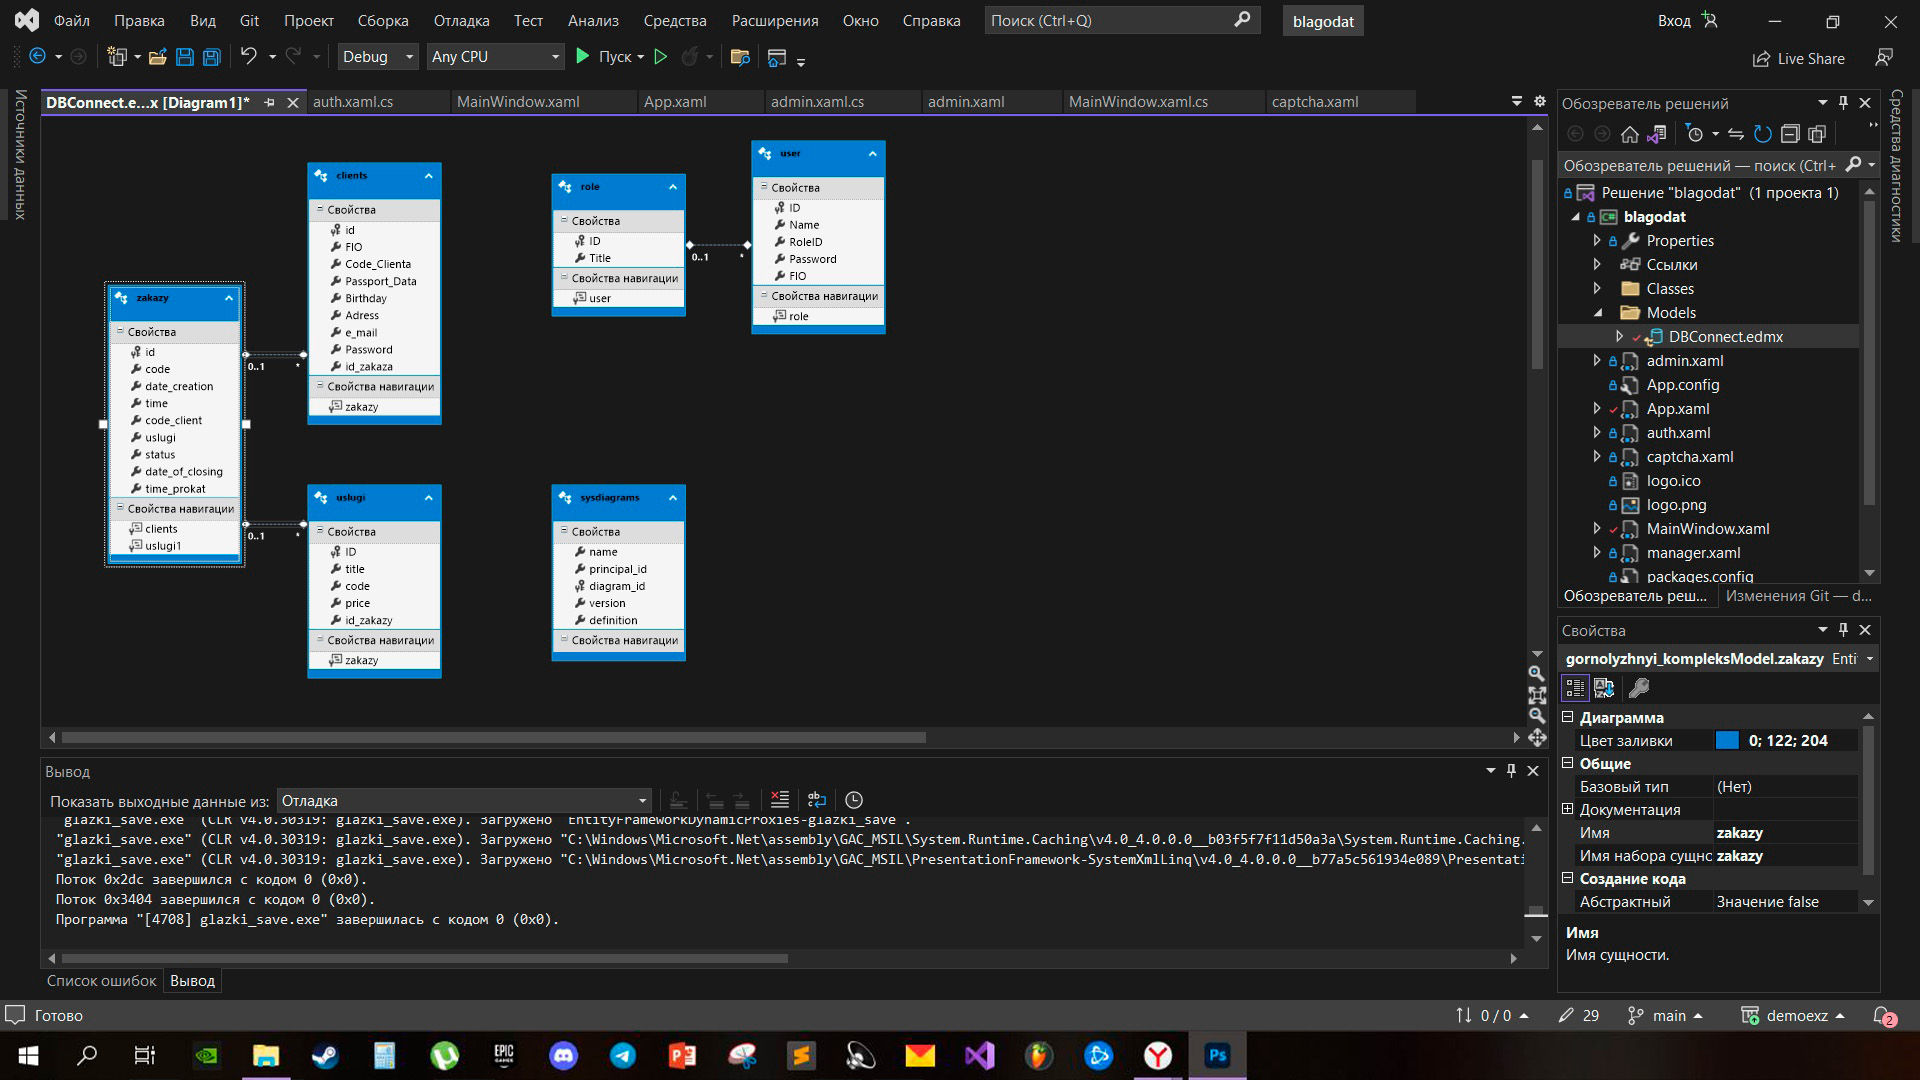 Файл Правка Вид Git Проект Сборка Отладка Тест Анализ Средства Расширения Окно Справка Поиск (Ctrl+Q) blagodat Вход
Debug Any CPU Пуск Live Share
Источники данных
DBConnect.e...x [Diagram1]* auth.xaml.cs MainWindow.xaml App.xaml admin.xaml.cs admin.xaml MainWindow.xaml.cs captcha.xaml
zakazy
Свойства
id
code
date_creation
time
code_client
uslugi
status
date_of_closing
time_prokat
Свойства навигации
clients
uslugi1
0..1 *
0..1 *
clients
Свойства
id
FIO
Code_Clienta
Passport_Data
Birthday
Adress
e_mail
Password
id_zakaza
Свойства навигации
zakazy
uslugi
Свойства
ID
title
code
price
id_zakazy
Свойства навигации
zakazy
role
Свойства
ID
Title
Свойства навигации
user
0..1 *
user
Свойства
ID
Name
RoleID
Password
FIO
Свойства навигации
role
sysdiagrams
Свойства
name
principal_id
diagram_id
version
definition
Свойства навигации
Вывод
Показать выходные данные из: Отладка
"glazki_save.exe" (CLR v4.0.30319: glazki_save.exe). Загружено "EntityFrameworkDynamicProxies-glazki_save".
"glazki_save.exe" (CLR v4.0.30319: glazki_save.exe). Загружено "C:\Windows\Microsoft.Net\assembly\GAC_MSIL\System.Runtime.Caching\v4.0_4.0.0.0__b03f5f7f11d50a3a\System.Runtime.Caching.
"glazki_save.exe" (CLR v4.0.30319: glazki_save.exe). Загружено "C:\Windows\Microsoft.Net\assembly\GAC_MSIL\PresentationFramework-SystemXmlLinq\v4.0_4.0.0.0__b77a5c561934e089\Presentati
Поток 0x2dc завершился с кодом 0 (0x0).
Поток 0x3404 завершился с кодом 0 (0x0).
Программа "[4708] glazki_save.exe" завершилась с кодом 0 (0x0).
Список ошибок Вывод
Обозреватель решений
Обозреватель решений — поиск (Ctrl+
Решение "blagodat" (1 проекта 1)
blagodat
Properties
Ссылки
Classes
Models
DBConnect.edmx
admin.xaml
App.config
App.xaml
auth.xaml
captcha.xaml
logo.ico
logo.png
MainWindow.xaml
manager.xaml
packages.config
Обозреватель реш... Изменения Git — d...
Средства диагностики
Свойства
gornolyzhnyi_kompleksModel.zakazy Enti
Диаграмма
Цвет заливки 0; 122; 204
Общие
Базовый тип (Нет)
Документация
Имя zakazy
Имя набора сущнс zakazy
Создание кода
Абстрактный Значение false
Имя
Имя сущности.
Готово 0 / 0 29 main demoexz 2
EPIC GAMES Ps